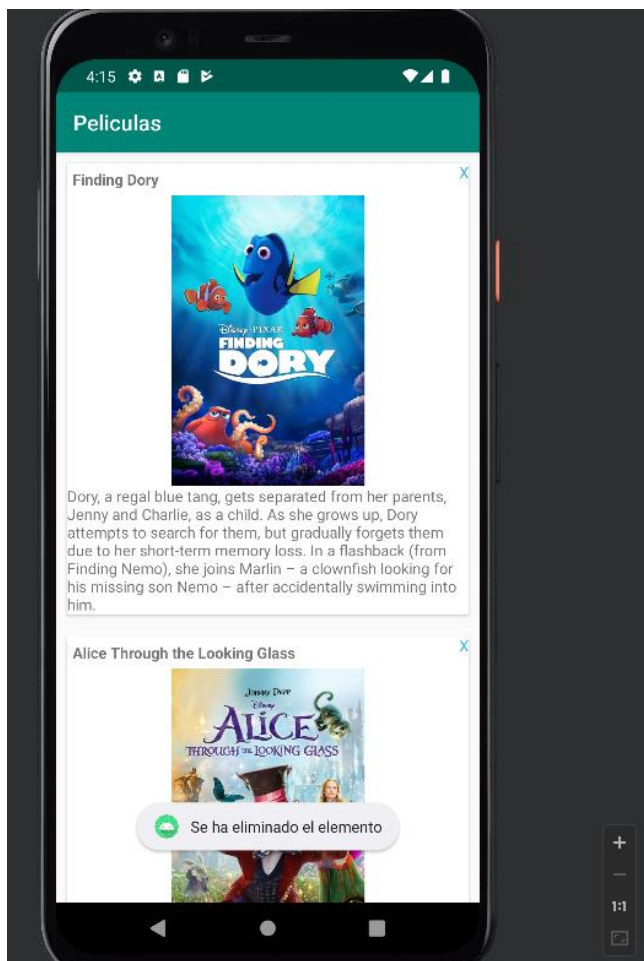 4:15
Peliculas
Finding Dory
X
Disney·PIXAR
FINDING
DORY
Dory, a regal blue tang, gets separated from her parents,
Jenny and Charlie, as a child. As she grows up, Dory
attempts to search for them, but gradually forgets them
due to her short-term memory loss. In a flashback (from
Finding Nemo), she joins Marlin – a clownfish looking for
his missing son Nemo – after accidentally swimming into
him.
Alice Through the Looking Glass
X
JOHNNY DEPP
Disney
ALICE
THROUGH THE LOOKING GLASS
Se ha eliminado el elemento
1:1